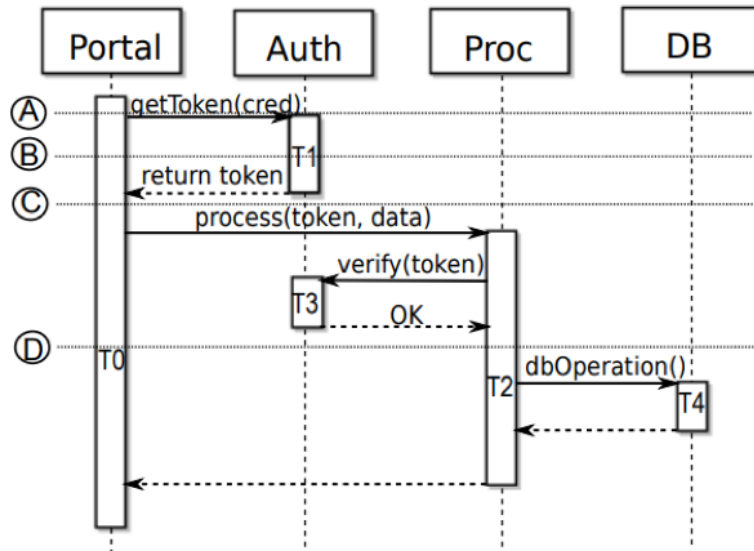 Portal Auth Proc DB
A getToken(cred)
B T1
return token
C
process(token, data)
verify(token)
T3 OK
D
T0 dbOperation()
T2 T4